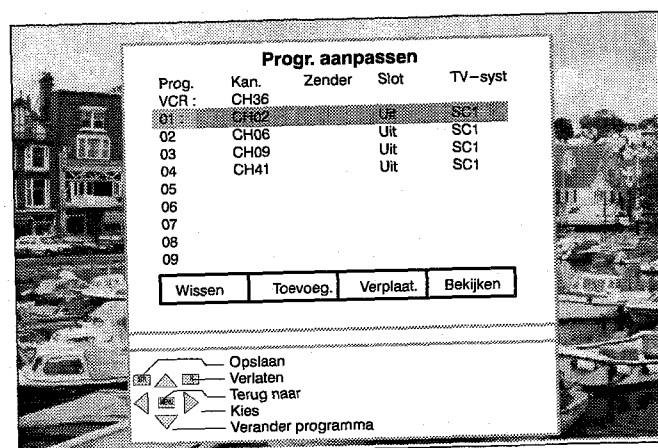 Progr. aanpassen
Prog. Kan. Zender Slot TV-syst
VCR : CH36
01 CH02 Uit SC1
02 CH06 Uit SC1
03 CH09 Uit SC1
04 CH41 Uit SC1
05
06
07
08
09
Wissen Toevoeg. Verplaat. Bekijken
Opslaan
Verlaten
Terug naar
MENU
Kies
Verander programma